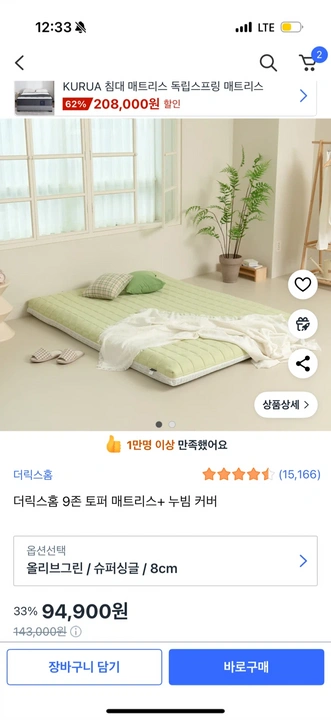 12:33
LTE
2
KURUA 침대 매트리스 독립스프링 매트리스
62% 208,000원 할인
상품상세 >
1만명 이상 만족했어요
더릭스홈
(15,166)
더릭스홈 9존 토퍼 매트리스+ 누빔 커버
옵션선택
올리브그린 / 슈퍼싱글 / 8cm
33% 94,900원
143,000원
장바구니 담기
바로구매